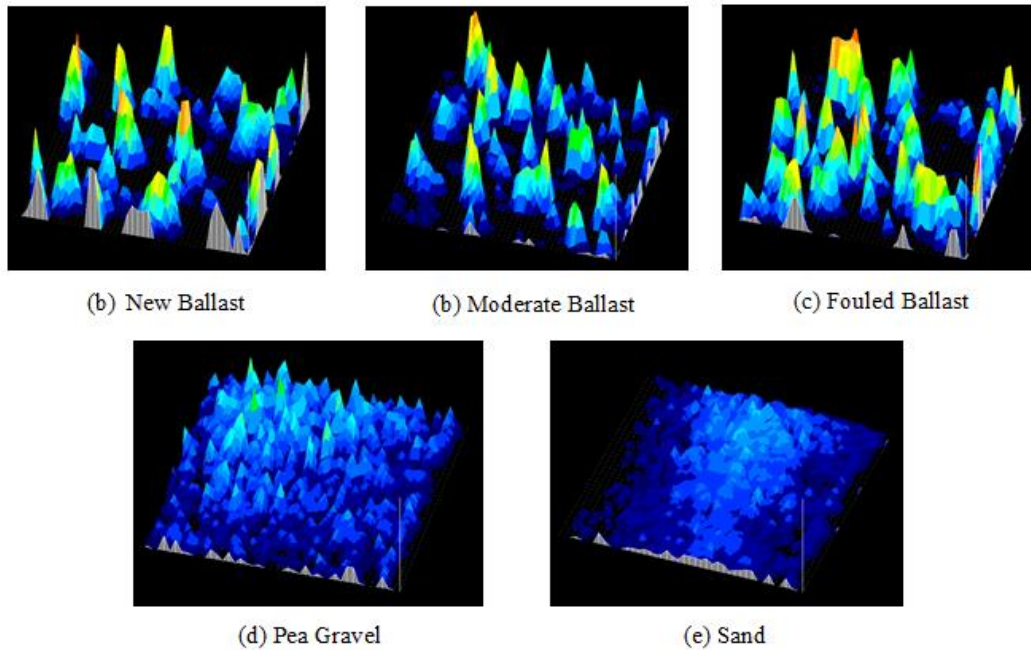 (b) New Ballast
(b) Moderate Ballast
(c) Fouled Ballast
(d) Pea Gravel
(e) Sand